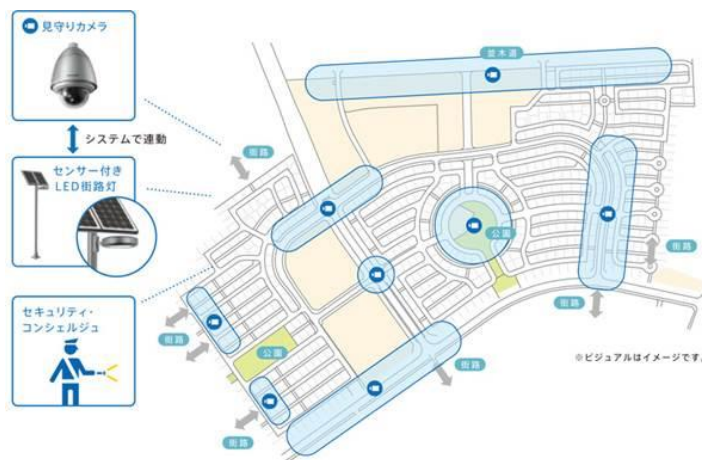 見守りカメラ
システムで連動
センサー付き
LED街路灯
セキュリティ・
コンシェルジュ
並木道
街路
公園
街路
街路
街路
公園
街路
街路
※ビジュアルはイメージです。